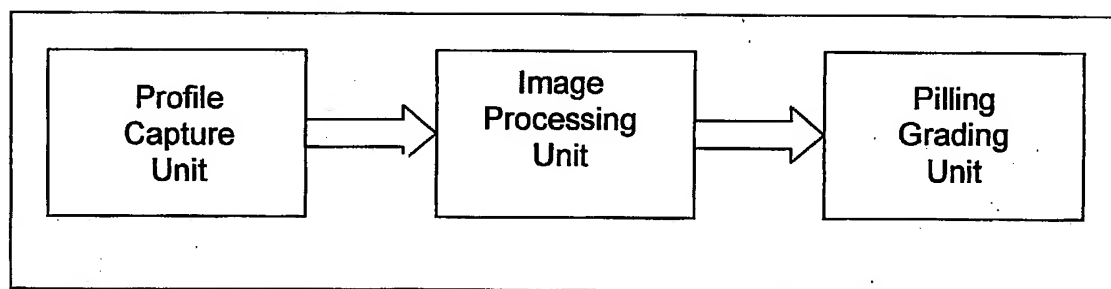 Profile
Capture
Unit
Image
Processing
Unit
Pilling
Grading
Unit